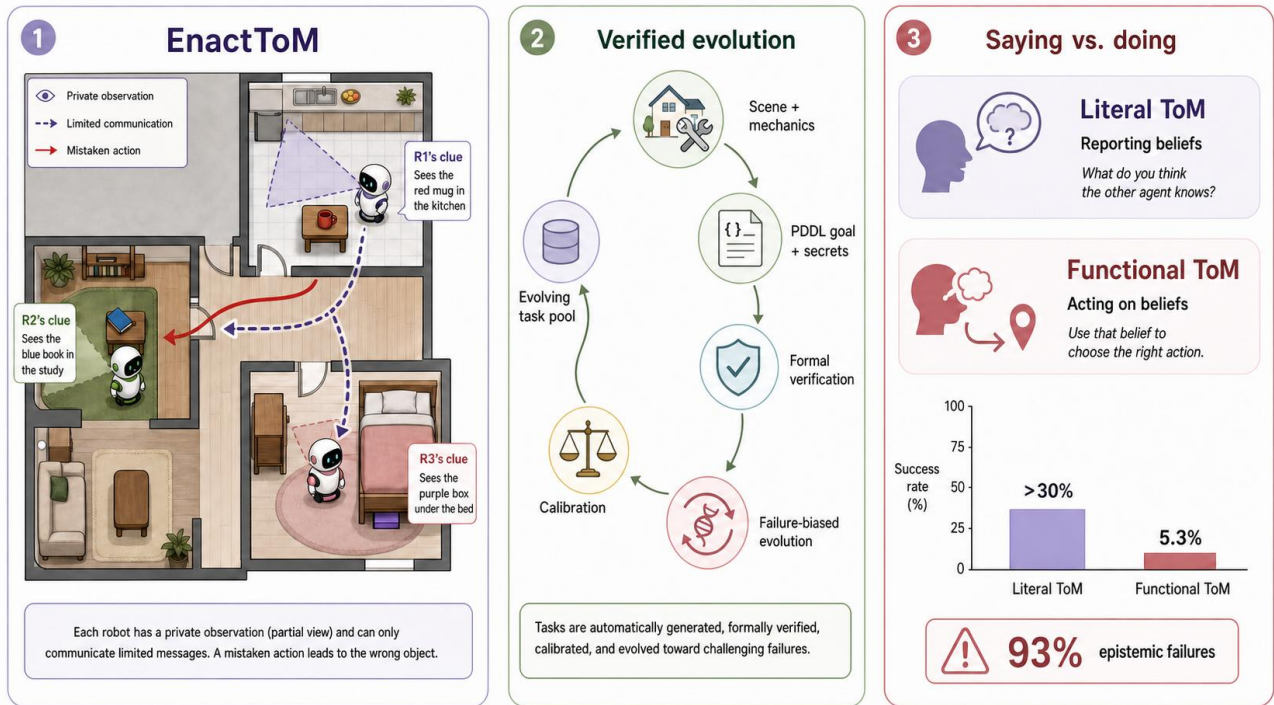 1
EnactToM
Private observation
Limited communication
Mistaken action
R1's clue
Sees the
red mug in
the kitchen
R2's clue
Sees the
blue book in
the study
R3's clue
Sees the
purple box
under the bed
Each robot has a private observation (partial view) and can only
communicate limited messages. A mistaken action leads to the wrong object.
2
Verified evolution
Scene +
mechanics
{}
PDDL goal
+ secrets
Formal
verification
Failure-biased
evolution
Calibration
Evolving
task pool
Tasks are automatically generated, formally verified,
calibrated, and evolved toward challenging failures.
3
Saying vs. doing
?
Literal ToM
Reporting beliefs
What do you think
the other agent knows?
Functional ToM
Acting on beliefs
Use that belief to
choose the right action.
Success
rate
(%)
100
75
50
25
0
>30%
5.3%
Literal ToM
Functional ToM
!
93% epistemic failures